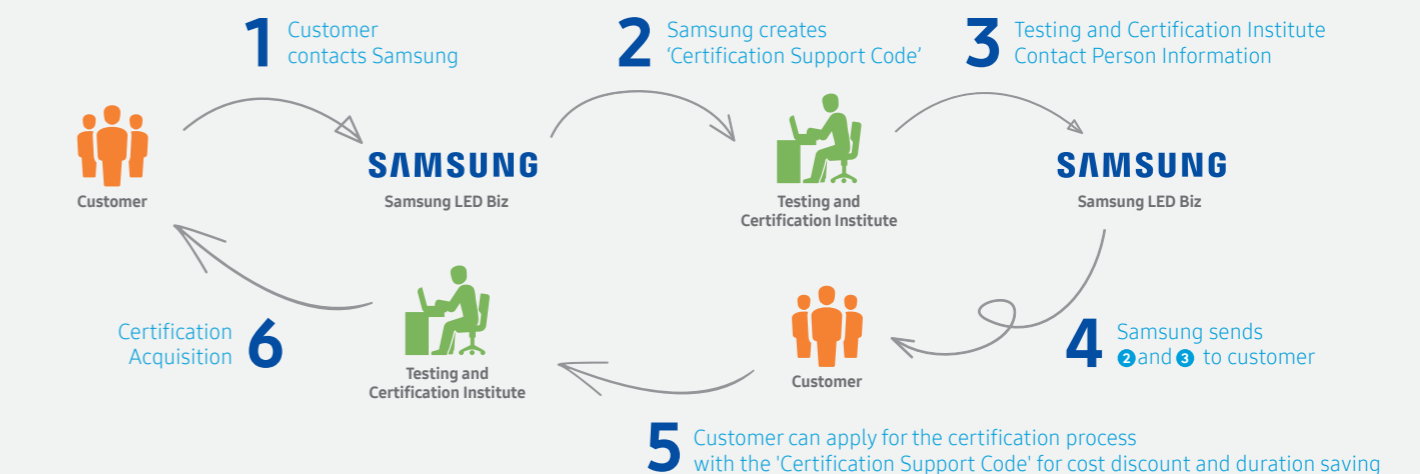 1 Customer
contacts Samsung
2 Samsung creates
‘Certification Support Code’
3 Testing and Certification Institute
Contact Person Information
Customer
SAMSUNG
Samsung LED Biz
Testing and
Certification Institute
SAMSUNG
Samsung LED Biz
4 Samsung sends
2 and 3 to customer
Customer
5 Customer can apply for the certification process
with the 'Certification Support Code' for cost discount and duration saving
Testing and
Certification Institute
Certification
Acquisition 6